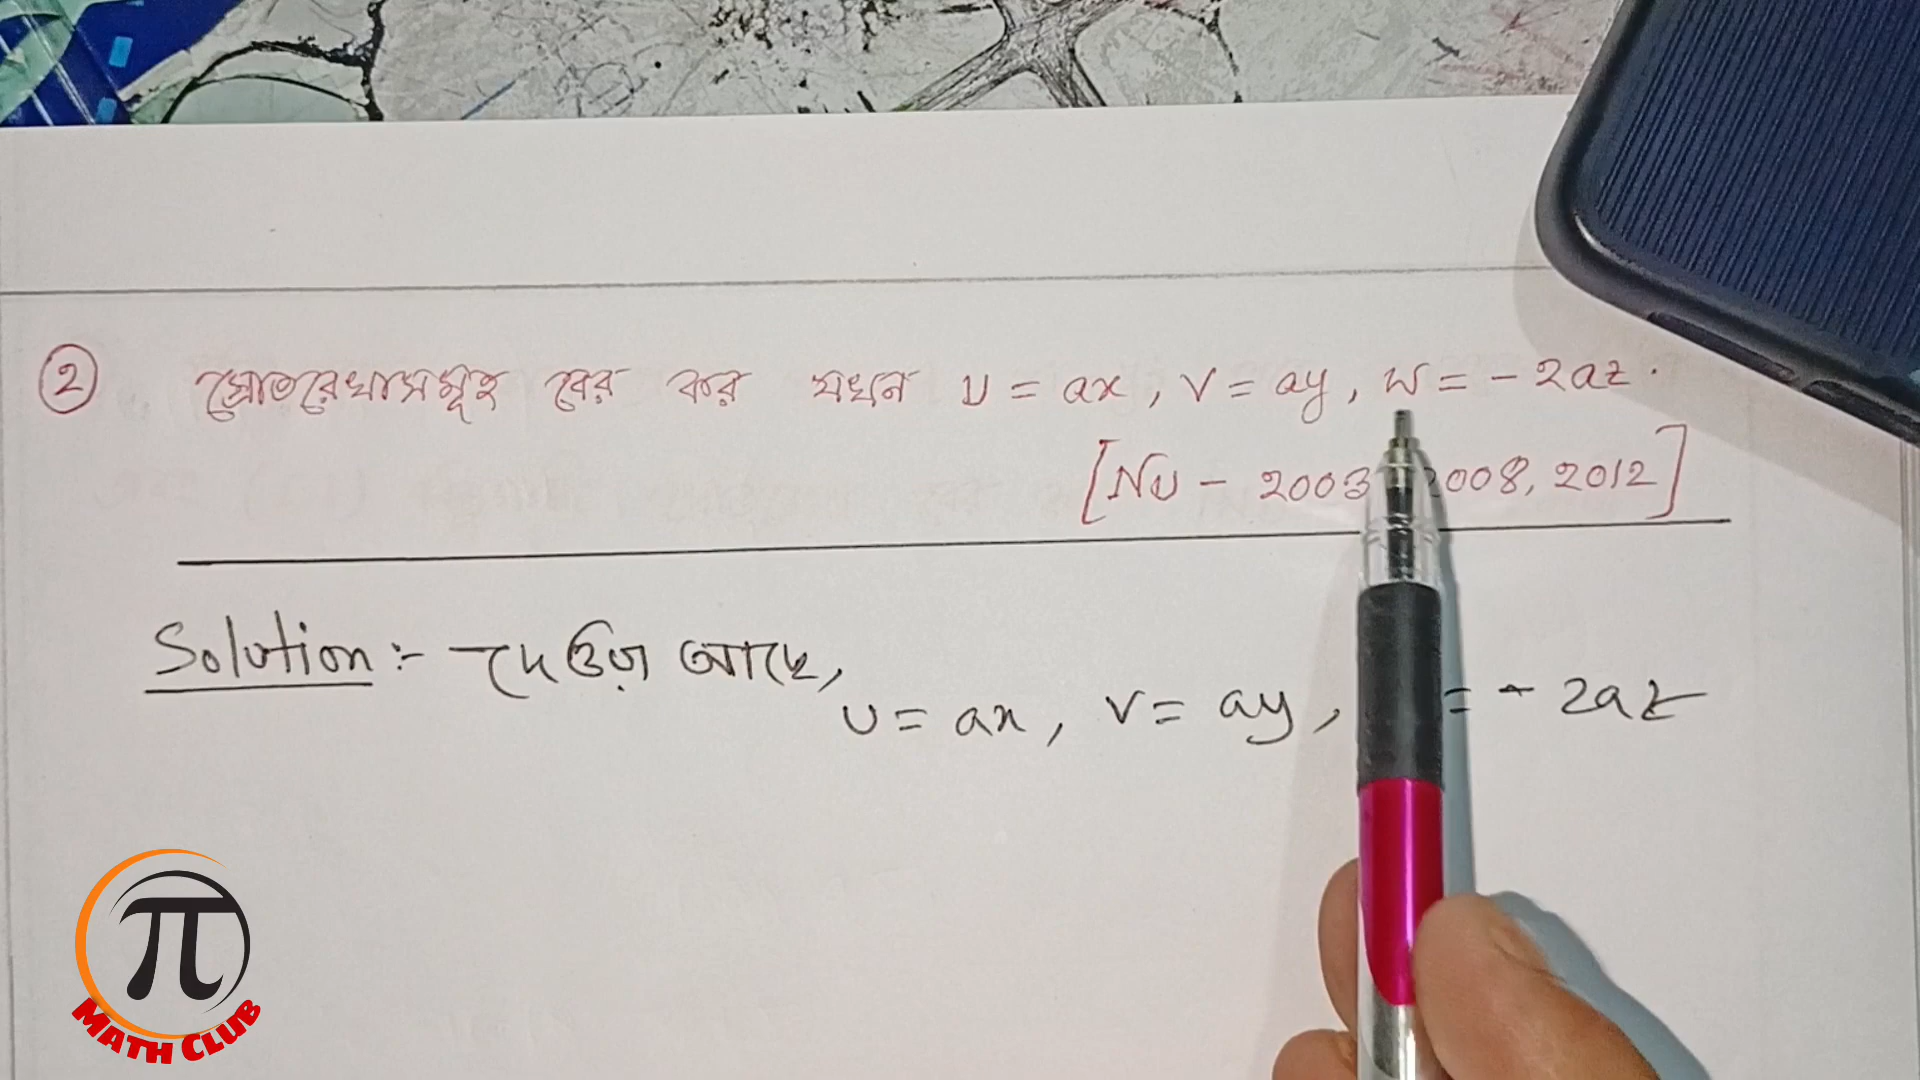 ② স্রোতরেখাসমূহ বের কর যখন u = ax, v = ay, w = - 2az.
[NU - 2003 2008, 2012]
Solution :- দেওয়া আছে,
u = ax, v = ay, = - 2az
π
MATH CLUB